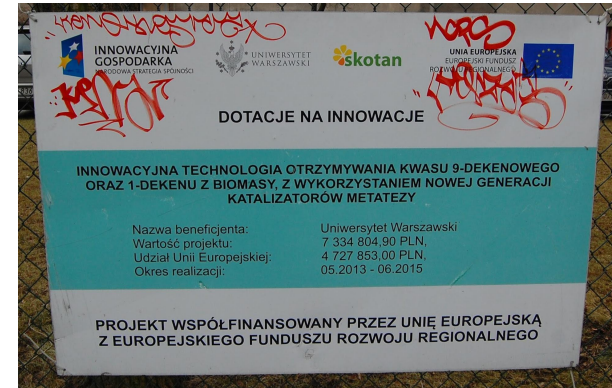 INNOWACYJNA
GOSPODARKA
NARODOWA STRATEGIA SPÓJNOŚCI
UNIWERSYTET
WARSZAWSKI
skotan
UNIA EUROPEJSKA
EUROPEJSKI FUNDUSZ
ROZWOJU REGIONALNEGO
DOTACJE NA INNOWACJE
INNOWACYJNA TECHNOLOGIA OTRZYMYWANIA KWASU 9-DEKENOWEGO
ORAZ 1-DEKENU Z BIOMASY, Z WYKORZYSTANIEM NOWEJ GENERACJI
KATALIZATORÓW METATEZY
Nazwa beneficjenta: Uniwersytet Warszawski
Wartość projektu: 7 334 804,90 PLN,
Udział Unii Europejskiej: 4 727 853,00 PLN,
Okres realizacji: 05.2013 - 06.2015
PROJEKT WSPÓŁFINANSOWANY PRZEZ UNIĘ EUROPEJSKĄ
Z EUROPEJSKIEGO FUNDUSZU ROZWOJU REGIONALNEGO